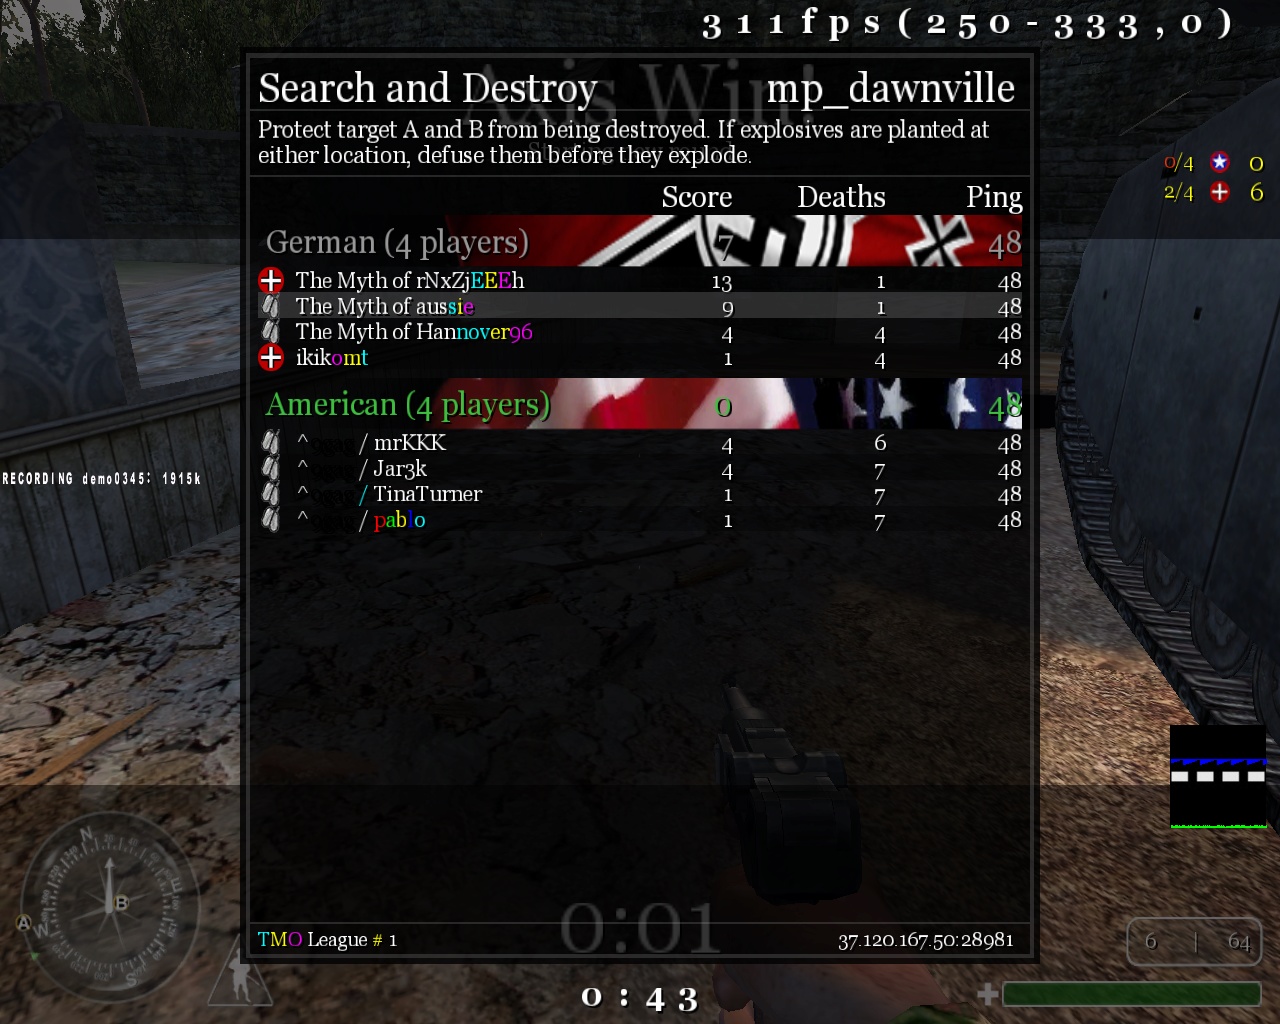 311fps(250-333,0)
Axis Win!
Search and Destroy mp_dawnville
Protect target A and B from being destroyed. If explosives are planted at
either location, defuse them before they explode.
Score Deaths Ping
0/4 0
2/4 6
German (4 players) 7 48
The Myth of rNxZjEEEh 13 1 48
The Myth of aussie 9 1 48
The Myth of Hannover96 4 4 48
ikikomt 1 4 48
American (4 players) 0 48
^ / mrKKK 4 6 48
^ / Jar3k 4 7 48
RECORDING demo0345: 1915k
^ / TinaTurner 1 7 48
^ / pablo 1 7 48
N
E
B
A
W
S
0:01
TMO League # 1 37.120.167.50:28981
6 | 64
0:43